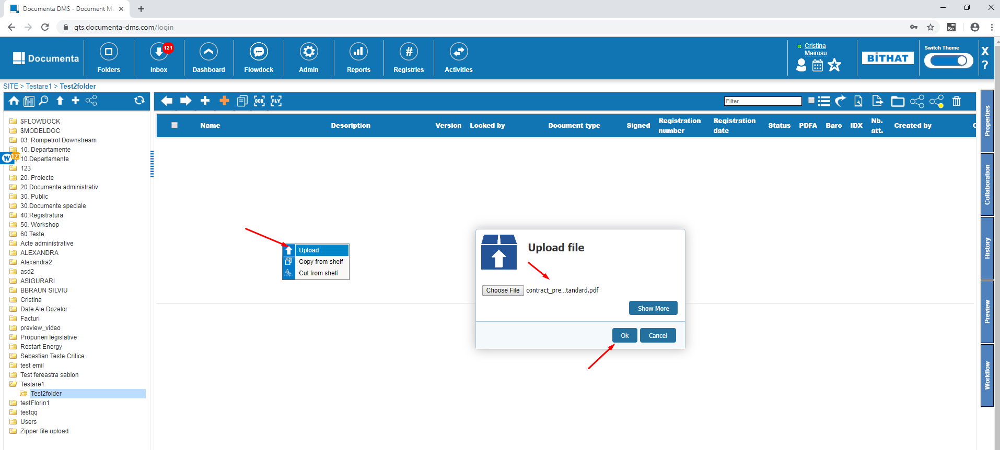 Documenta DMS - Document Ma
gts.documenta-dms.com/login
Se
Documenta
Folders
121
Inbox
Dashboard
Flowdock
Admin
Reports
#
Registries
Activities
Cristina
Meirosu
BITHAT
Switch Theme
X
?
SITE > Testare1 > Test2folder
OCR
FLY
Filter
Name
Description
Version
Locked by
Document type
Signed
Registration
number
Registration
date
Status
PDFA
Barc
IDX
Nb.
att.
Created by
$FLOWDOCK
$MODELDOC
03. Rompetrol Downstream
10. Departamente
W
121
10.Departamente
123
20. Proiecte
20.Documente administrativ
30. Public
30.Documente speciale
40.Registratura
50. Workshop
60.Teste
Acte administrative
ALEXANDRA
Alexandra2
asd2
ASIGURARI
BBRAUN SILVIU
Cristina
Date Ale Dozelor
Facturi
preview_video
Propuneri legislative
Restart Energy
Sebastian Teste Critice
test emil
Test fereastra sablon
Testare1
Test2folder
testFlorin1
testqq
Users
Zipper file upload
Upload
Copy from shelf
Cut from shelf
Upload file
Choose File contract_pre...tandard.pdf
Show More
Ok
Cancel
Properties
Collaboration
History
Preview
Workflow